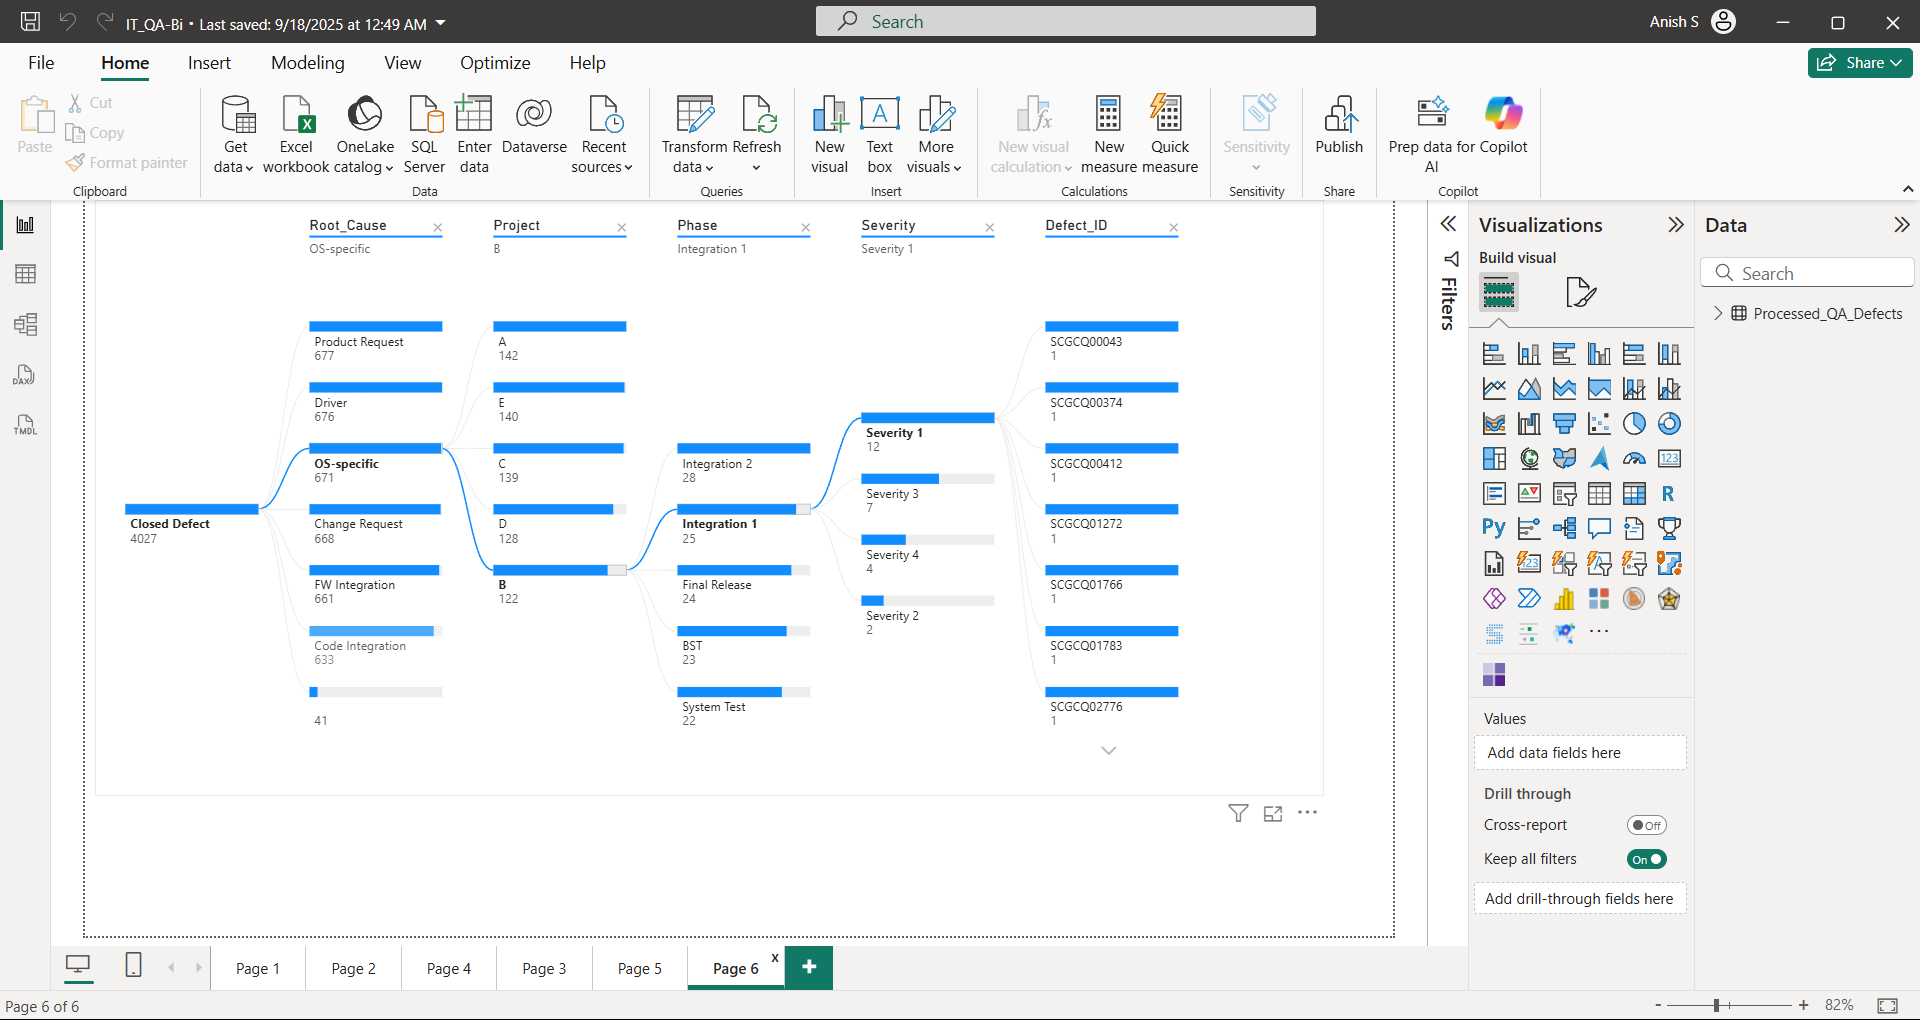 IT_QA-Bi • Last saved: 9/18/2025 at 12:49 AM
Search
Anish S
File
Home
Insert
Modeling
View
Optimize
Help
Share
Paste
Cut
Copy
Format painter
Clipboard
Get data
Excel workbook
OneLake catalog
SQL Server
Enter data
Dataverse
Recent sources
Data
Transform data
Refresh
Queries
New visual
Text box
More visuals
Insert
New visual calculation
New measure
Quick measure
Calculations
Sensitivity
Sensitivity
Publish
Share
Prep data for AI
Copilot
Copilot
DAX
TMDL
Root_Cause
OS-specific
Project
B
Phase
Integration 1
Severity
Severity 1
Defect_ID
Closed Defect
4027
Product Request
677
Driver
676
OS-specific
671
Change Request
668
FW Integration
661
Code Integration
633
41
A
142
E
140
C
139
D
128
B
122
Integration 2
28
Integration 1
25
Final Release
24
BST
23
System Test
22
Severity 1
12
Severity 3
7
Severity 4
4
Severity 2
2
SCGCQ00043
1
SCGCQ00374
1
SCGCQ00412
1
SCGCQ01272
1
SCGCQ01766
1
SCGCQ01783
1
SCGCQ02776
1
Filters
Visualizations
Build visual
123
R
Py
123
Values
Add data fields here
Drill through
Cross-report
Off
Keep all filters
On
Add drill-through fields here
Data
Search
Processed_QA_Defects
Page 1
Page 2
Page 4
Page 3
Page 5
Page 6
x
+
Page 6 of 6
- + 82%